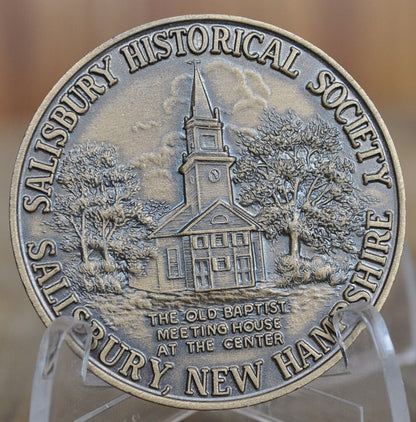 SALISBURY HISTORICAL SOCIETY
THE OLD BAPTIST
MEETING HOUSE
AT THE CENTER
SALISBURY, NEW HAMPSHIRE